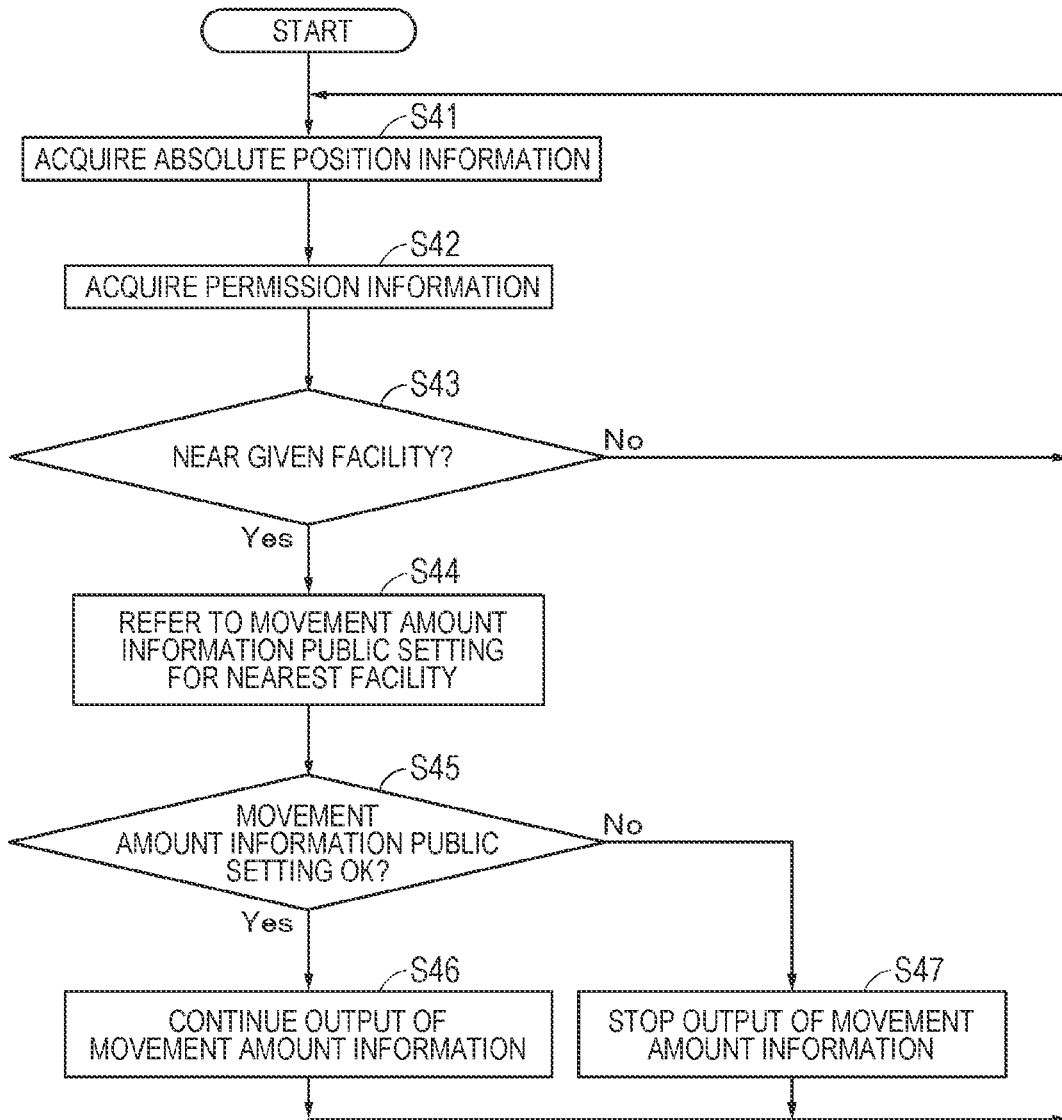 START
S41
ACQUIRE ABSOLUTE POSITION INFORMATION
S42
ACQUIRE PERMISSION INFORMATION
S43
NEAR GIVEN FACILITY?
No
Yes
S44
REFER TO MOVEMENT AMOUNT
INFORMATION PUBLIC SETTING
FOR NEAREST FACILITY
S45
MOVEMENT
AMOUNT INFORMATION PUBLIC
SETTING OK?
No
Yes
S46
CONTINUE OUTPUT OF
MOVEMENT AMOUNT INFORMATION
S47
STOP OUTPUT OF MOVEMENT
AMOUNT INFORMATION